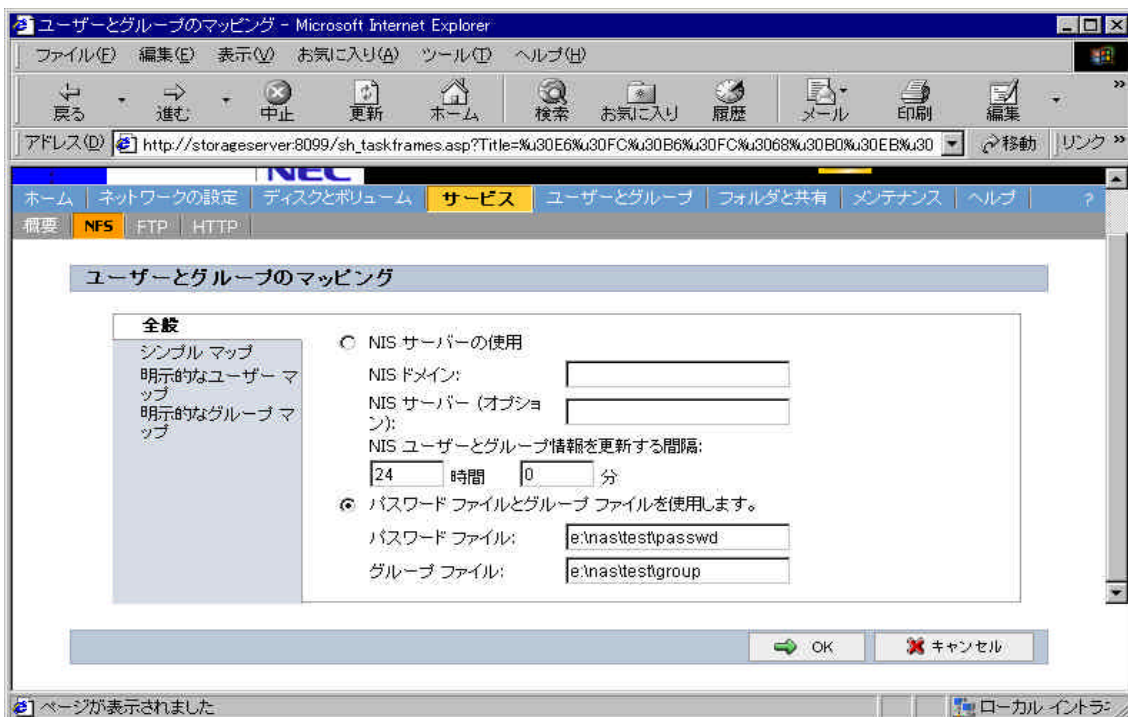 ユーザーとグループのマッピング - Microsoft Internet Explorer
ファイル(F) 編集(E) 表示(V) お気に入り(A) ツール(T) ヘルプ(H)
戻る 進む 中止 更新 ホーム 検索 お気に入り 履歴 メール 印刷 編集 »
アドレス(D) http://storageserver:8099/sh_taskframes.asp?Title=%u30E6%u30FC%u30B6%u30FC%u3068%u30B0%u30EB%u30 移動 リンク »
NEC
ホーム ネットワークの設定 ディスクとボリューム サービス ユーザーとグループ フォルダと共有 メンテナンス ヘルプ ?
概要 NFS FTP HTTP
ユーザーとグループのマッピング
全般
シンプル マップ
明示的なユーザー マ
ップ
明示的なグループ マ
ップ
NIS サーバーの使用
NIS ドメイン:
NIS サーバー (オプショ
ン):
NIS ユーザーとグループ情報を更新する間隔:
24 時間 0 分
パスワード ファイルとグループ ファイルを使用します。
パスワード ファイル: e:\nas\test\passwd
グループ ファイル: e:\nas\test\group
OK キャンセル
ページが表示されました ローカル イントラネ